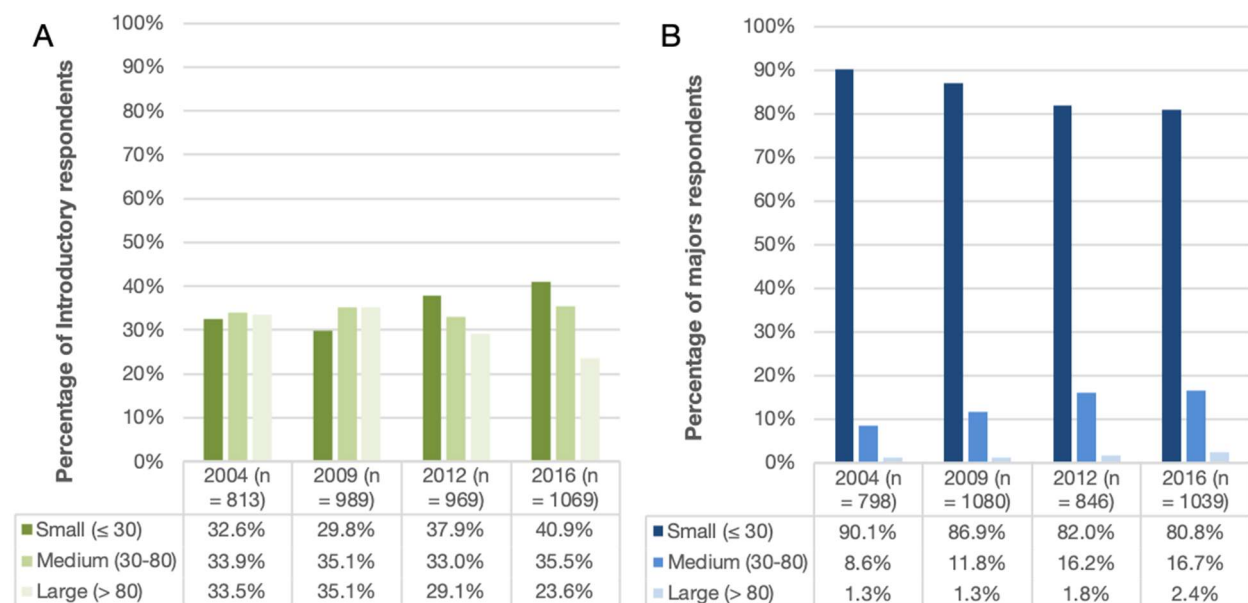 A
Percentage of Introductory respondents
100%
90%
80%
70%
60%
50%
40%
30%
20%
10%
0%
2004 (n
= 813)
2009 (n
= 989)
2012 (n
= 969)
2016 (n
= 1069)
Small (≤ 30) 32.6% 29.8% 37.9% 40.9%
Medium (30-80) 33.9% 35.1% 33.0% 35.5%
Large (> 80) 33.5% 35.1% 29.1% 23.6%
B
Percentage of majors respondents
100%
90%
80%
70%
60%
50%
40%
30%
20%
10%
0%
2004 (n
= 798)
2009 (n
= 1080)
2012 (n
= 846)
2016 (n
= 1039)
Small (≤ 30) 90.1% 86.9% 82.0% 80.8%
Medium (30-80) 8.6% 11.8% 16.2% 16.7%
Large (> 80) 1.3% 1.3% 1.8% 2.4%